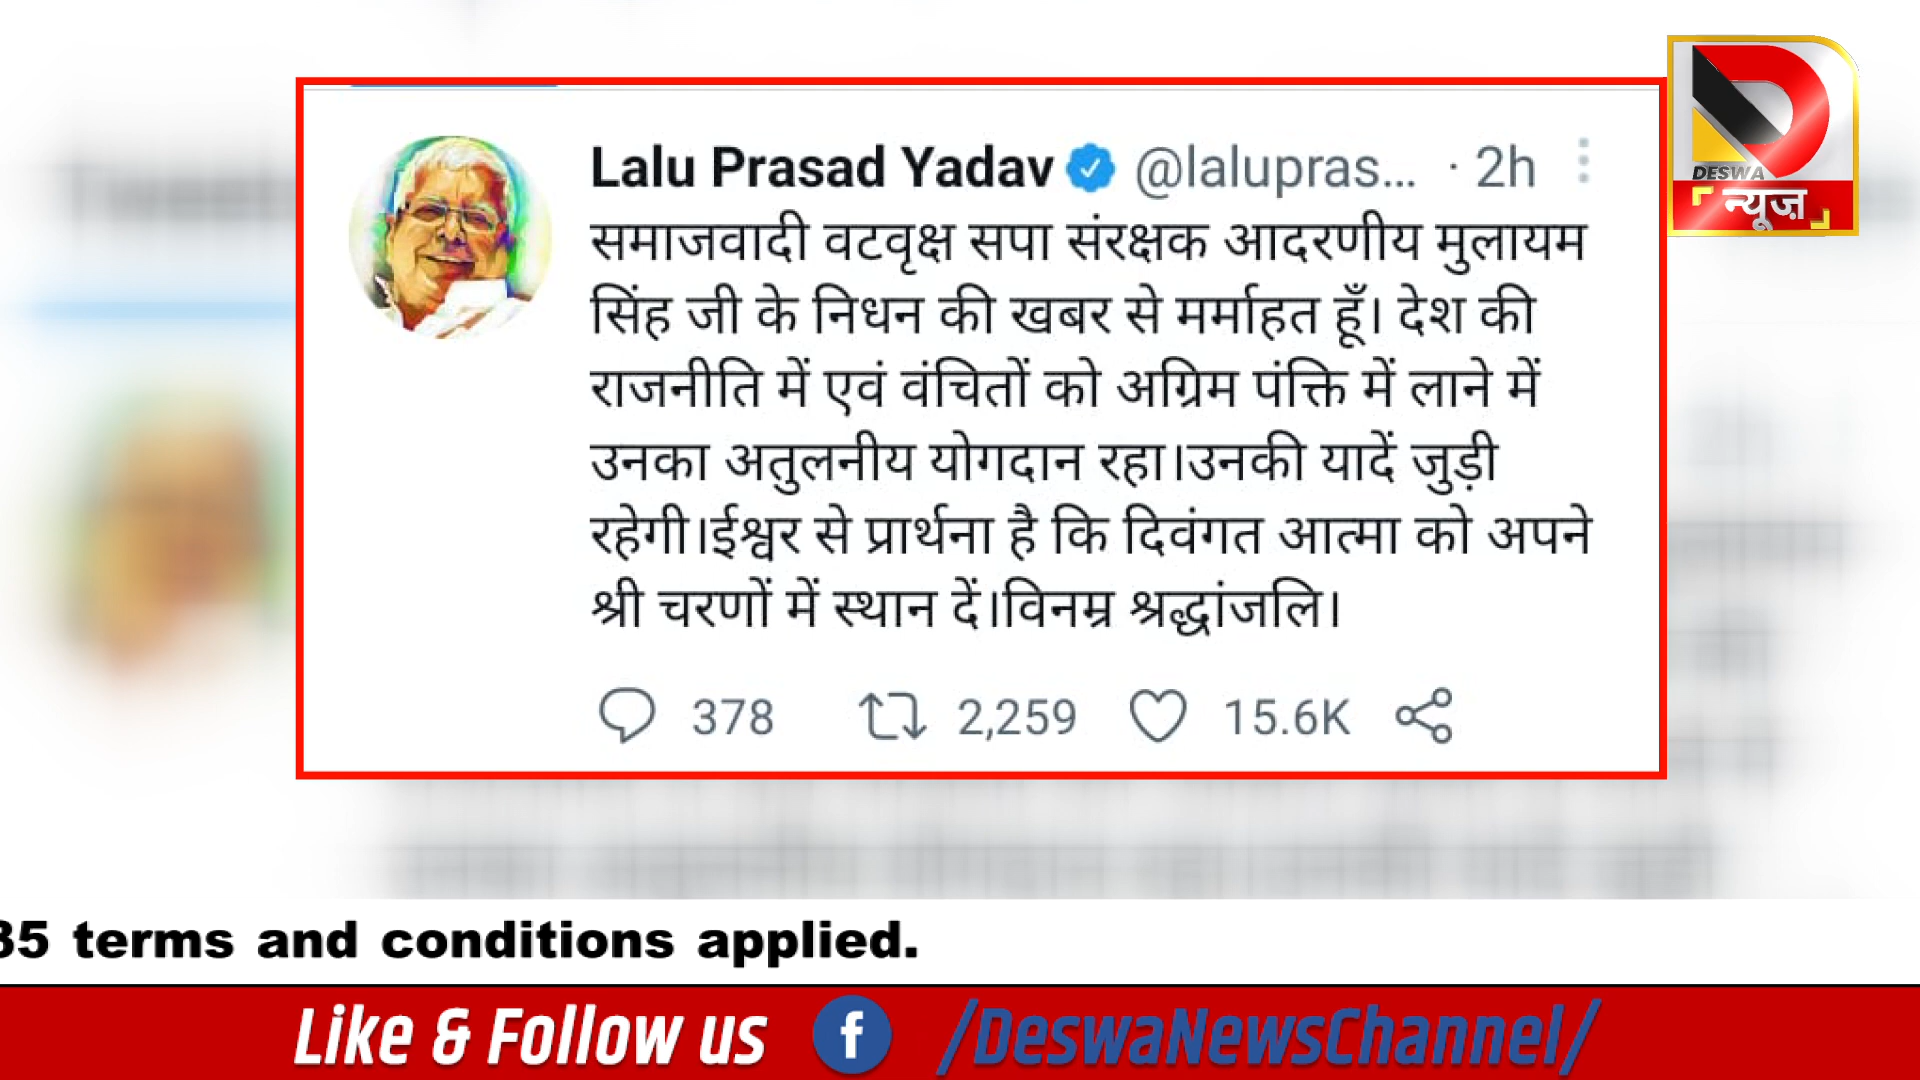 Lalu Prasad Yadav @lalupras... · 2h
समाजवादी वटवृक्ष सपा संरक्षक आदरणीय मुलायम
सिंह जी के निधन की खबर से मर्माहत हूँ। देश की
राजनीति में एवं वंचितों को अग्रिम पंक्ति में लाने में
उनका अतुलनीय योगदान रहा।उनकी यादें जुड़ी
रहेगी।ईश्वर से प्रार्थना है कि दिवंगत आत्मा को अपने
श्री चरणों में स्थान दें।विनम्र श्रद्धांजलि।
378 2,259 15.6K
DESWA
न्यूज़
35 terms and conditions applied.
Like & Follow us f /DeswaNewsChannel/